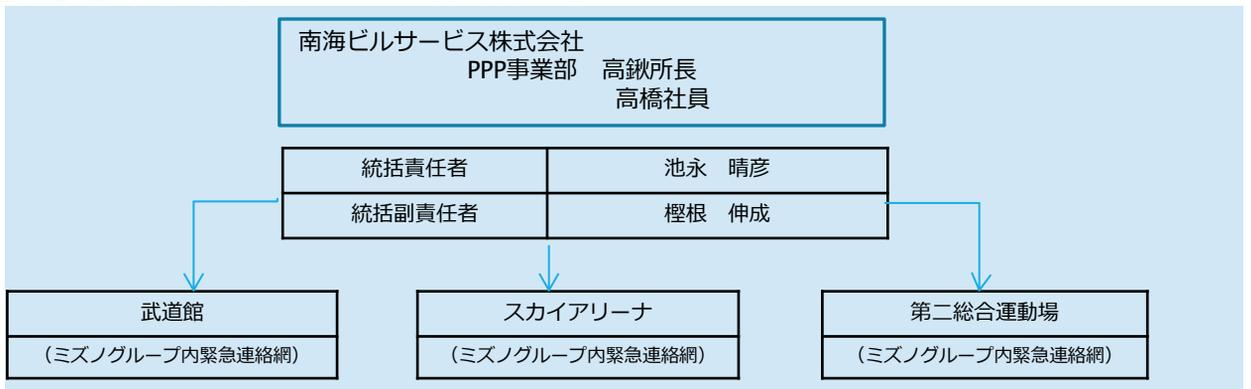 南海ビルサービス株式会社
PPP事業部　高鍬所長
高橋社員
統括責任者　池永　晴彦
統括副責任者　樫根　伸成
武道館　スカイアリーナ　第二総合運動場
（ミズノグループ内緊急連絡網）　（ミズノグループ内緊急連絡網）　（ミズノグループ内緊急連絡網）